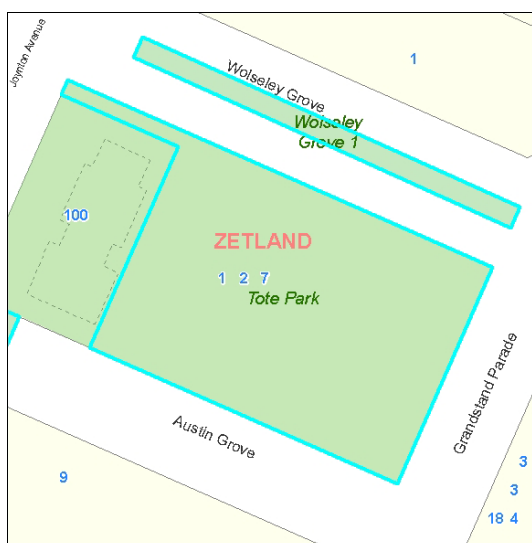 Joynton Avenue
1
Wolseley Grove
Wolseley
Grove 1
100
ZETLAND
1 2 7
Tote Park
Grandstand Parade
Austin Grove
9
3
3
18 4